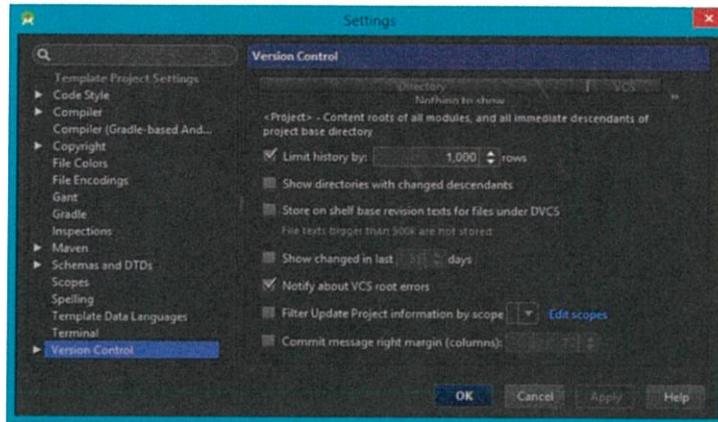 Settings
Version Control
Template Project Settings
Code Style
Compiler
Compiler (Gradle-based And...
Copyright
File Colors
File Encodings
Gant
Gradle
Inspections
Maven
Schemas and DTDs
Scopes
Spelling
Template Data Languages
Terminal
Version Control
Directory VCS
Nothing to show
<Project> - Content roots of all modules, and all immediate descendants of
project base directory
Limit history by: 1,000 rows
Show directories with changed descendants
Store on shelf base revision texts for files under DVCS
File texts bigger than 500k are not stored
Show changed in last 31 days
Notify about VCS root errors
Filter Update Project information by scope Edit scopes
Commit message right margin (columns):
OK Cancel Apply Help